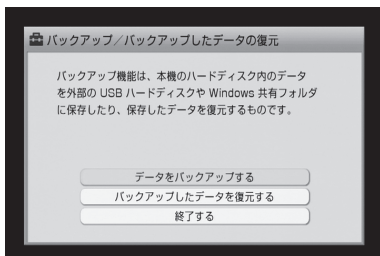 バックアップ／バックアップしたデータの復元
バックアップ機能は、本機のハードディスク内のデータ
を外部の USB ハードディスクや Windows 共有フォルダ
に保存したり、保存したデータを復元するものです。
データをバックアップする
バックアップしたデータを復元する
終了する